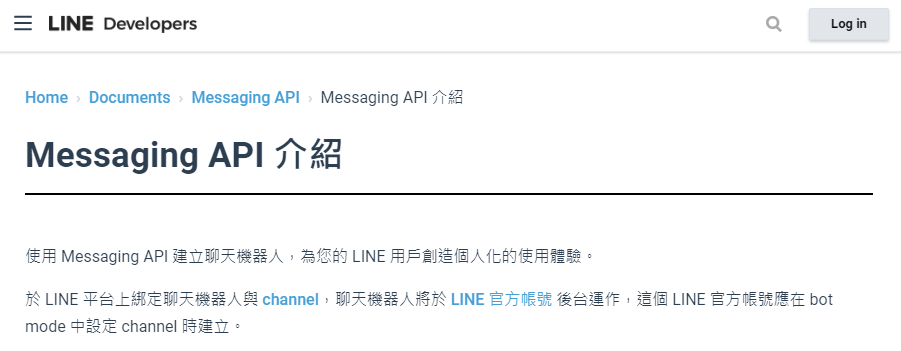 LINE Developers
Log in
Home › Documents › Messaging API › Messaging API 介紹
Messaging API 介紹
使用 Messaging API 建立聊天機器人，為您的 LINE 用戶創造個人化的使用體驗。
於 LINE 平台上綁定聊天機器人與 channel，聊天機器人將於 LINE 官方帳號 後台運作，這個 LINE 官方帳號應在 bot
mode 中設定 channel 時建立。